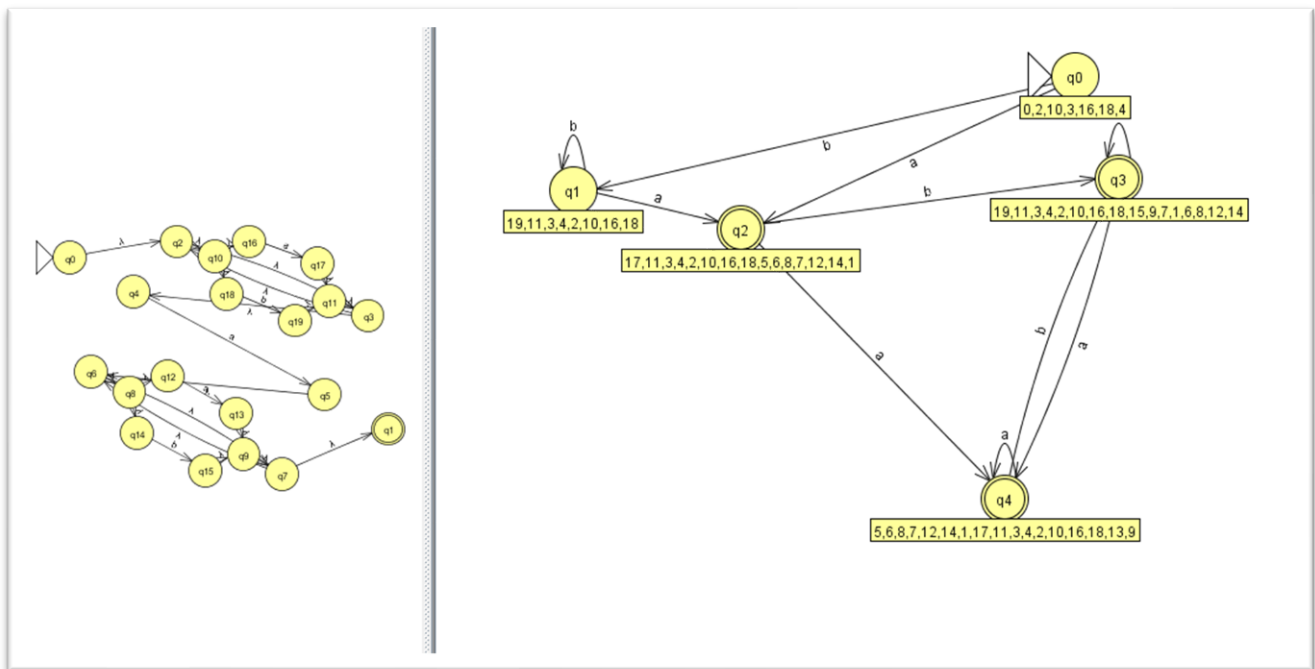 q0
λ
q2
q10
q16
a
q17
λ
q4
q18
b
q19
λ
λ
q11
q3
a
q6
q12
q8
a
q13
q5
λ
q14
b
λ
q15
q9
q7
λ
q1
q0
0,2,10,3,16,18,4
b
b
a
q1
a
b
q3
19,11,3,4,2,10,16,18
q2
19,11,3,4,2,10,16,18,15,9,7,1,6,8,12,14
17,11,3,4,2,10,16,18,5,6,8,7,12,14,1
a
b
a
a
q4
5,6,8,7,12,14,1,17,11,3,4,2,10,16,18,13,9